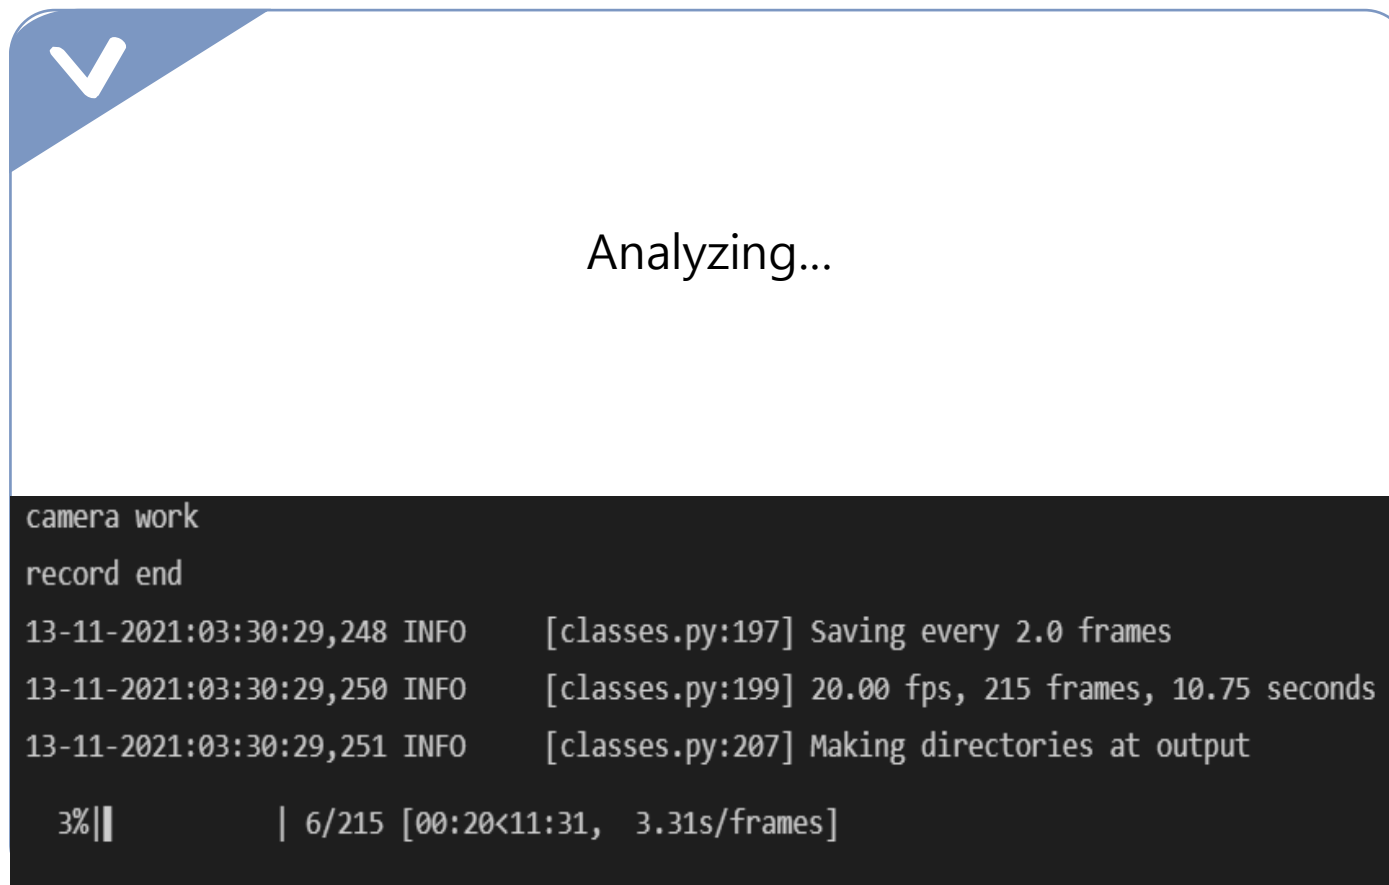 Analyzing...
camera work
record end
13-11-2021:03:30:29,248 INFO     [classes.py:197] Saving every 2.0 frames
13-11-2021:03:30:29,250 INFO     [classes.py:199] 20.00 fps, 215 frames, 10.75 seconds
13-11-2021:03:30:29,251 INFO     [classes.py:207] Making directories at output
3%|▌          | 6/215 [00:20<11:31,  3.31s/frames]